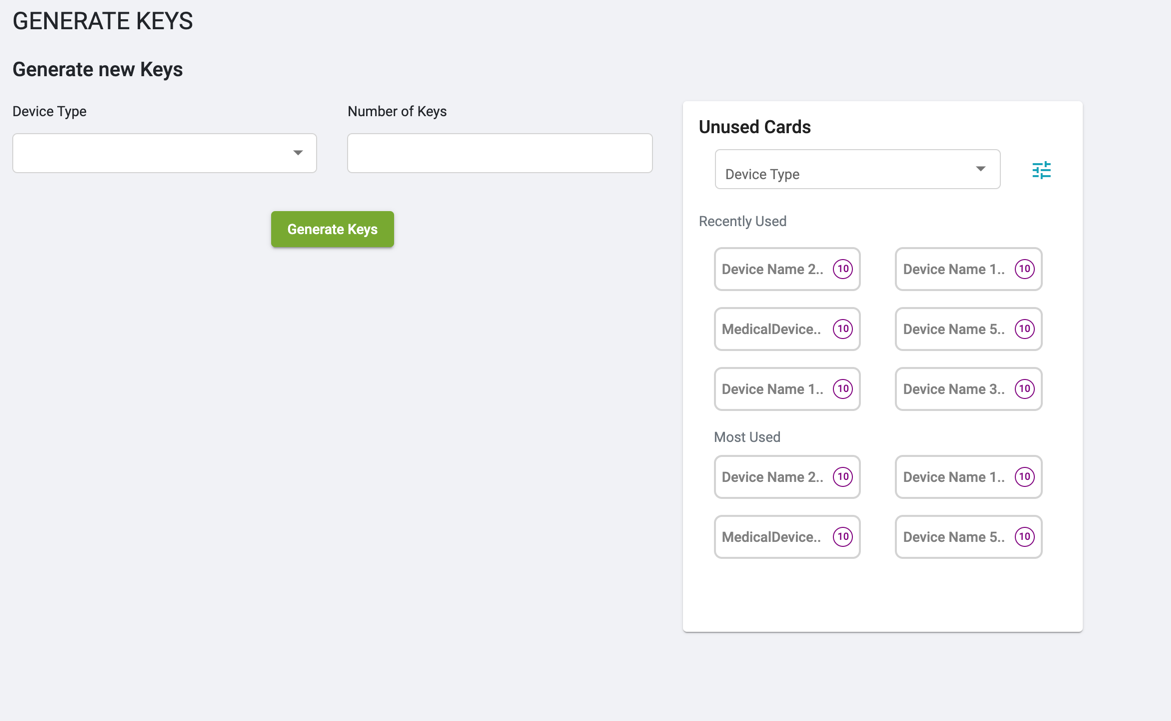 GENERATE KEYS
Generate new Keys
Device Type
Number of Keys
Generate Keys
Unused Cards
Device Type
Recently Used
Device Name 2.. 10
Device Name 1.. 10
MedicalDevice.. 10
Device Name 5.. 10
Device Name 1.. 10
Device Name 3.. 10
Most Used
Device Name 2.. 10
Device Name 1.. 10
MedicalDevice.. 10
Device Name 5.. 10